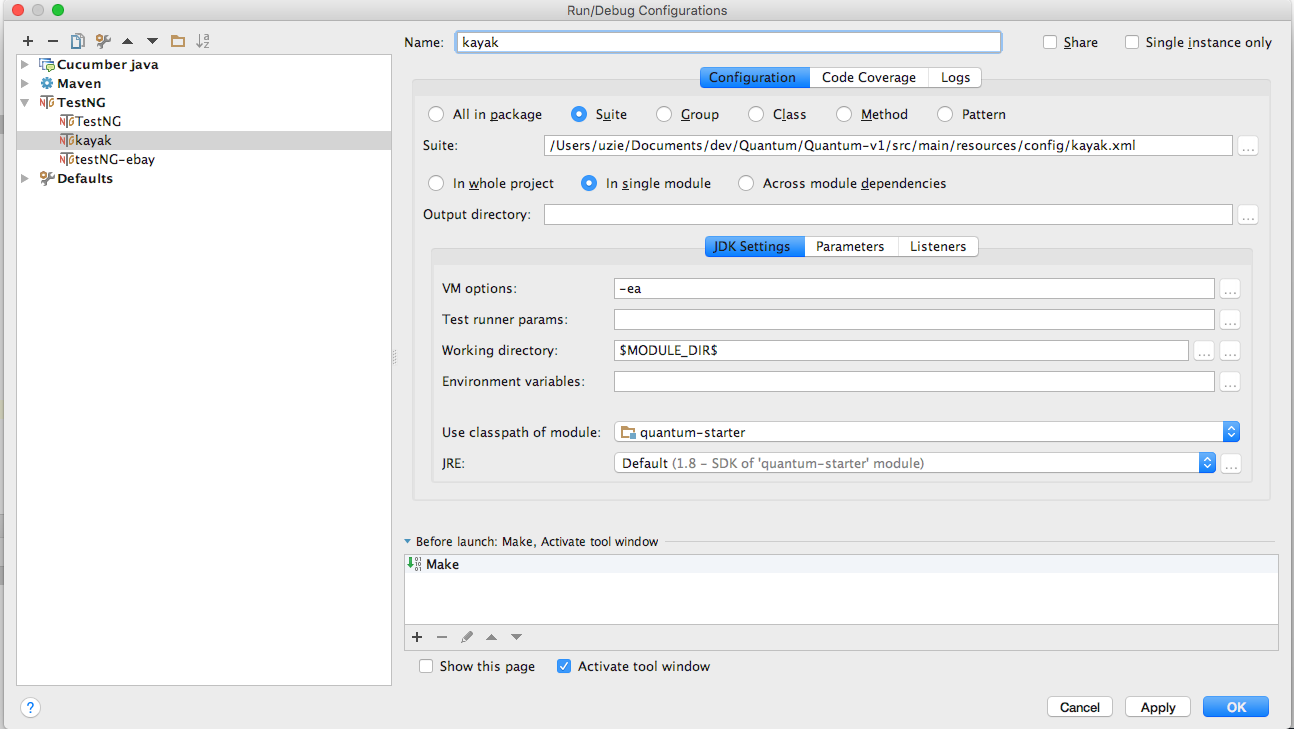 Run/Debug Configurations
Name: kayak Share Single instance only
Cucumber java
Maven
TestNG
TestNG
kayak
testNG-ebay
Defaults
Configuration Code Coverage Logs
All in package Suite Group Class Method Pattern
Suite: /Users/uzie/Documents/dev/Quantum/Quantum-v1/src/main/resources/config/kayak.xml ...
In whole project In single module Across module dependencies
Output directory: ...
JDK Settings Parameters Listeners
VM options: -ea ...
Test runner params: ...
Working directory: $MODULE_DIR$ ... ...
Environment variables: ...
Use classpath of module: quantum-starter
JRE: Default (1.8 - SDK of 'quantum-starter' module) ...
Before launch: Make, Activate tool window
Make
Show this page Activate tool window
? Cancel Apply OK